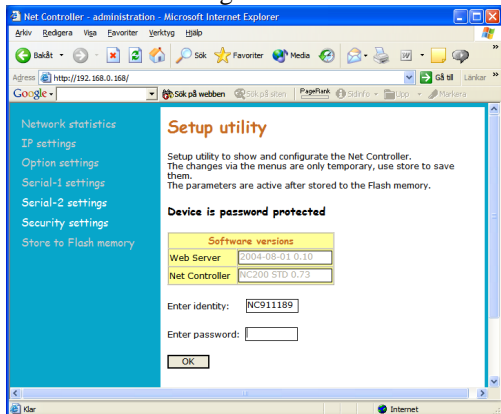 Net Controller - administration - Microsoft Internet Explorer
Arkiv Redigera Visa Favoriter Verktyg Hjälp
Bakåt Sök Favoriter Media
Adress http://192.168.0.168/ Gå till Länkar
Google Sök på webben Sök på siten PageRank Sidinfo Upp Markera
Network statistics
IP settings
Option settings
Serial-1 settings
Serial-2 settings
Security settings
Store to Flash memory
Setup utility
Setup utility to show and configurate the Net Controller.
The changes via the menus are only temporary, use store to save
them.
The parameters are active after stored to the Flash memory.
Device is password protected
Software versions
Web Server 2004-08-01 0.10
Net Controller NC200 STD 0.73
Enter identity: NC911189
Enter password:
OK
Klar Internet